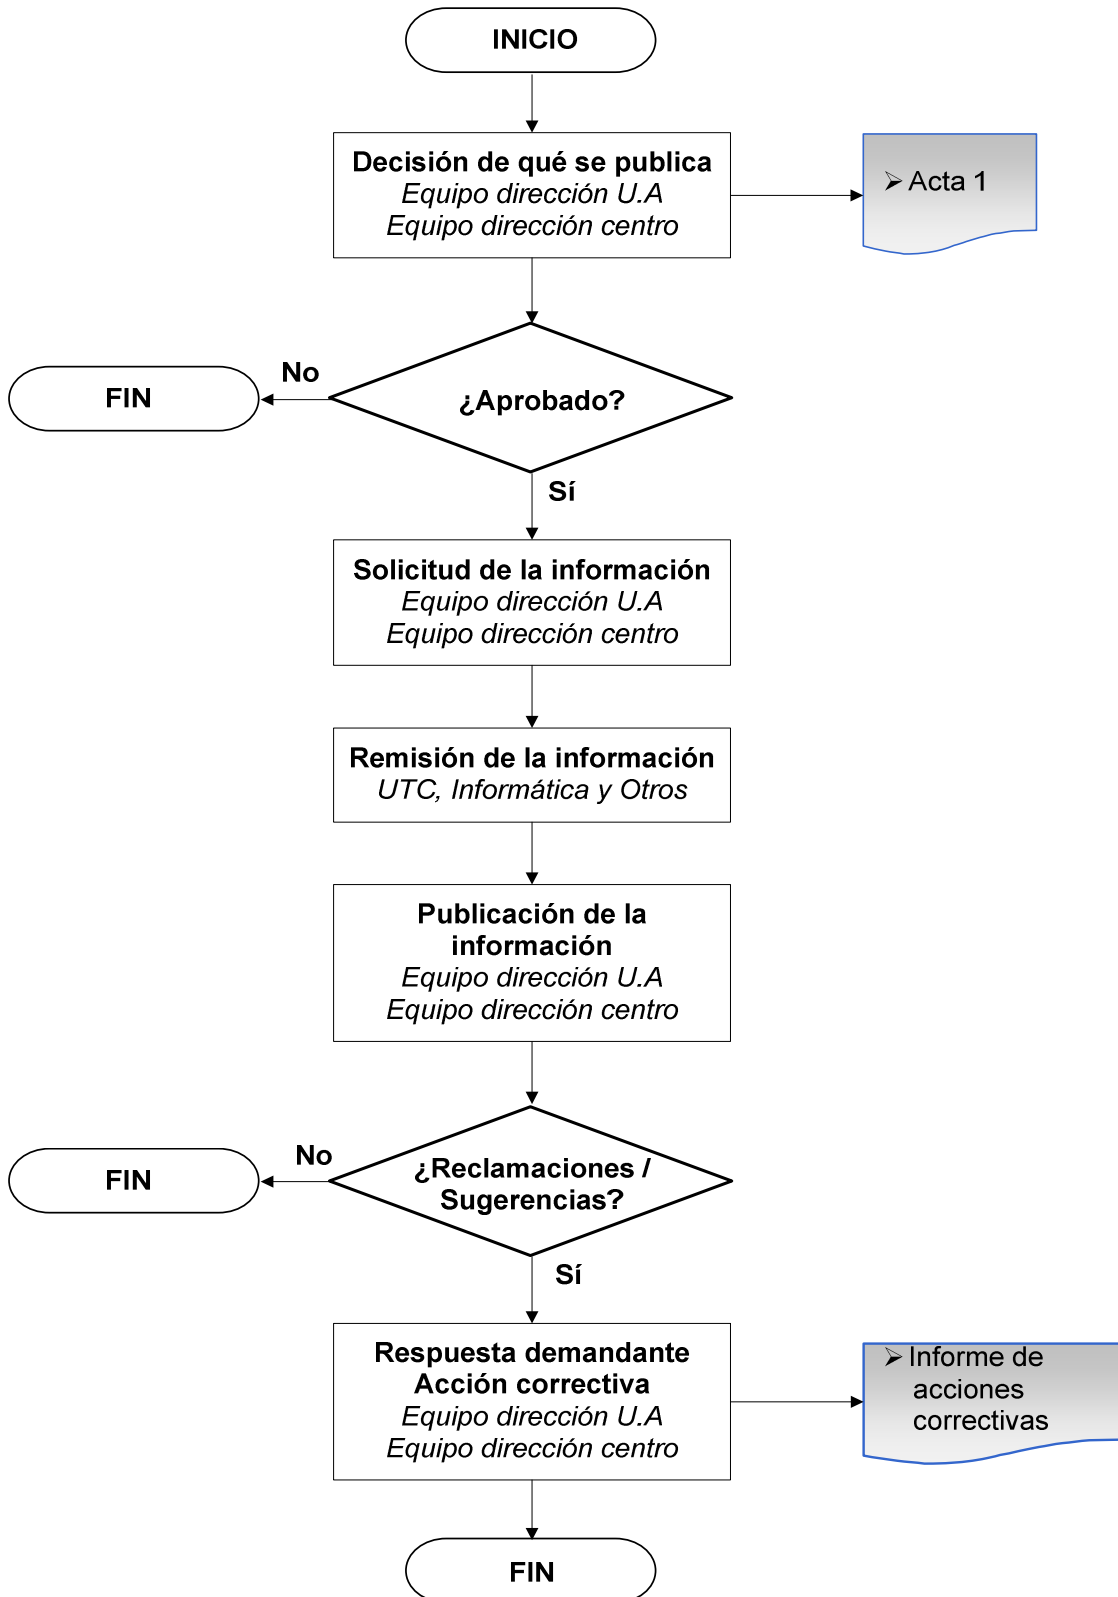 INICIO
Decisión de qué se publica
Equipo dirección U.A
Equipo dirección centro
➢ Acta 1
¿Aprobado?
No
FIN
Sí
Solicitud de la información
Equipo dirección U.A
Equipo dirección centro
Remisión de la información
UTC, Informática y Otros
Publicación de la
información
Equipo dirección U.A
Equipo dirección centro
¿Reclamaciones /
Sugerencias?
No
FIN
Sí
Respuesta demandante
Acción correctiva
Equipo dirección U.A
Equipo dirección centro
➢ Informe de
acciones
correctivas
FIN